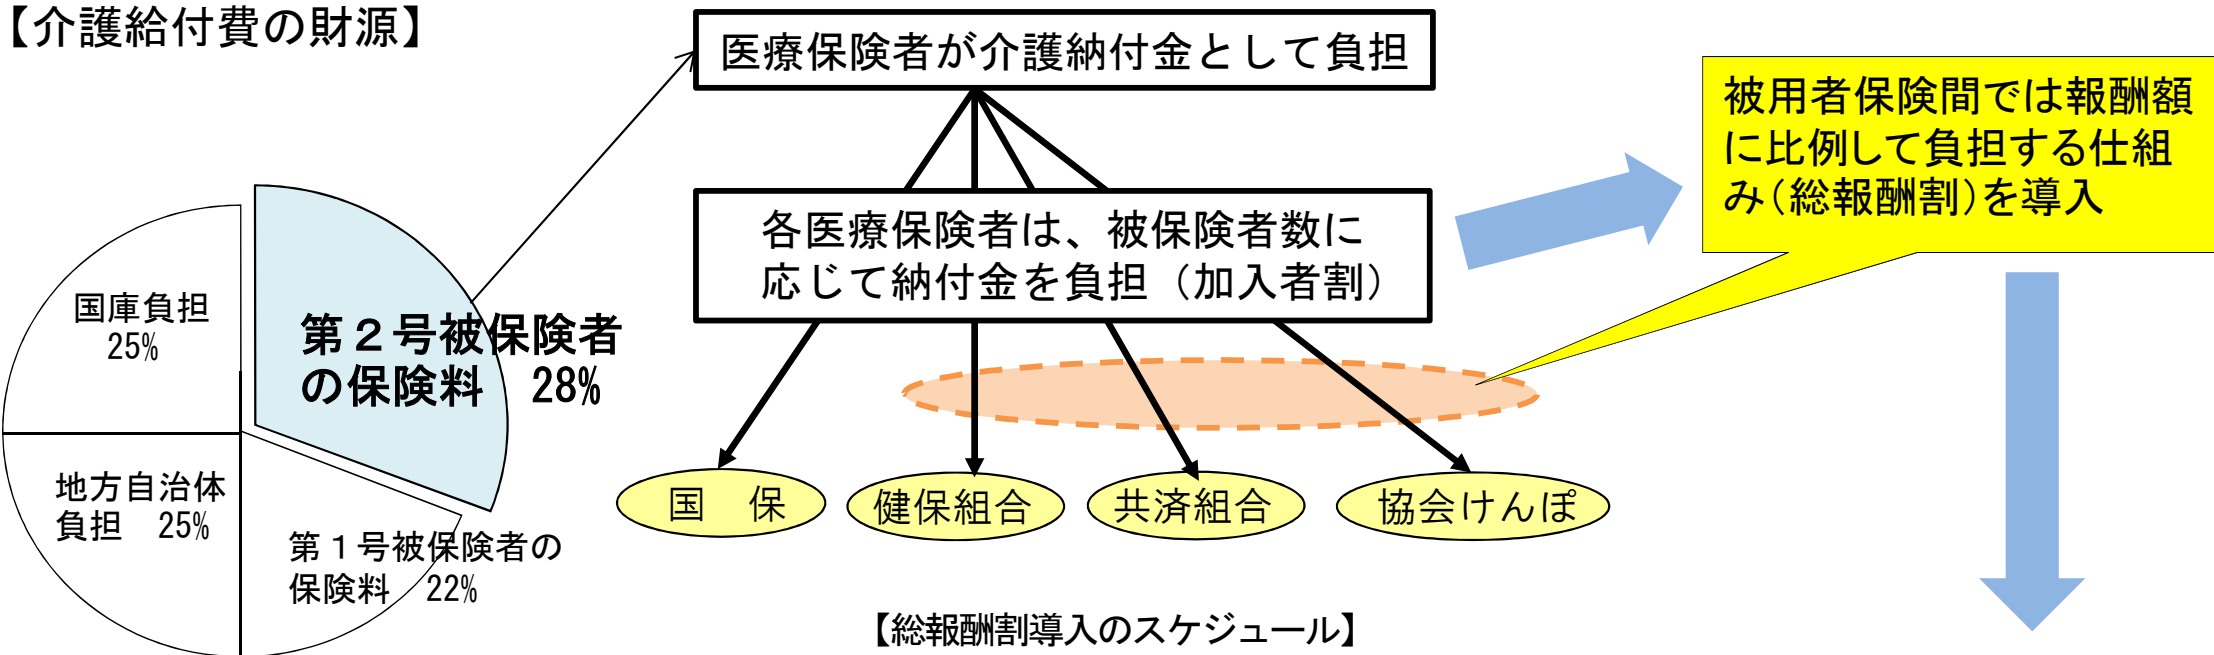 【介護給付費の財源】
医療保険者が介護納付金として負担
被用者保険間では報酬額
に比例して負担する仕組
み（総報酬割）を導入
各医療保険者は、被保険者数に
応じて納付金を負担（加入者割）
国庫負担
25%
第２号被保険者
の保険料　28%
地方自治体
負担　25%
第１号被保険者の
保険料　22%
国　保
健保組合
共済組合
協会けんぽ
【総報酬割導入のスケジュール】